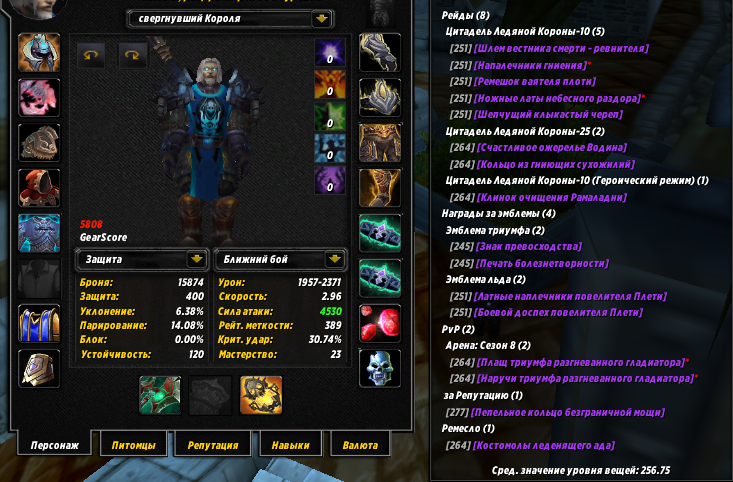 свергнувший Короля
0
0
0
0
0
5808
GearScore
Защита
Ближний бой
Броня: 15874
Защита: 400
Уклонение: 6.38%
Парирование: 14.08%
Блок: 0.00%
Устойчивость: 120
Урон: 1957-2371
Скорость: 2.96
Сила атаки: 4530
Рейт. меткости: 389
Крит. удар: 30.74%
Мастерство: 23
Персонаж
Питомцы
Репутация
Навыки
Валюта
Рейды (8)
Цитадель Ледяной Короны-10 (5)
[251] [Шлем вестника смерти - ревнителя]
[251] [Напалечники гниения]*
[251] [Ремешок ваятеля плоти]
[251] [Ножные латы небесного раздора]*
[251] [Шепчущий клыкастый череп]
Цитадель Ледяной Короны-25 (2)
[264] [Счастливое ожерелье Водина]
[264] [Кольцо из гниющих сухожилий]
Цитадель Ледяной Короны-10 (Героический режим) (1)
[264] [Клинок очищения Рамаладни]
Награды за эмблемы (4)
Эмблема триумфа (2)
[245] [Знак превосходства]
[245] [Печать болезнетворности]
Эмблема льда (2)
[251] [Латные наплечники повелителя Плети]
[251] [Боевой доспех повелителя Плети]
PvP (2)
Арена: Сезон 8 (2)
[264] [Плащ триумфа разгневанного гладиатора]*
[264] [Наручи триумфа разгневанного гладиатора]*
за Репутацию (1)
[277] [Пепельное кольцо безграничной мощи]
Ремесло (1)
[264] [Костомолы леденящего ада]
Сред. значение уровня вещей: 256.75